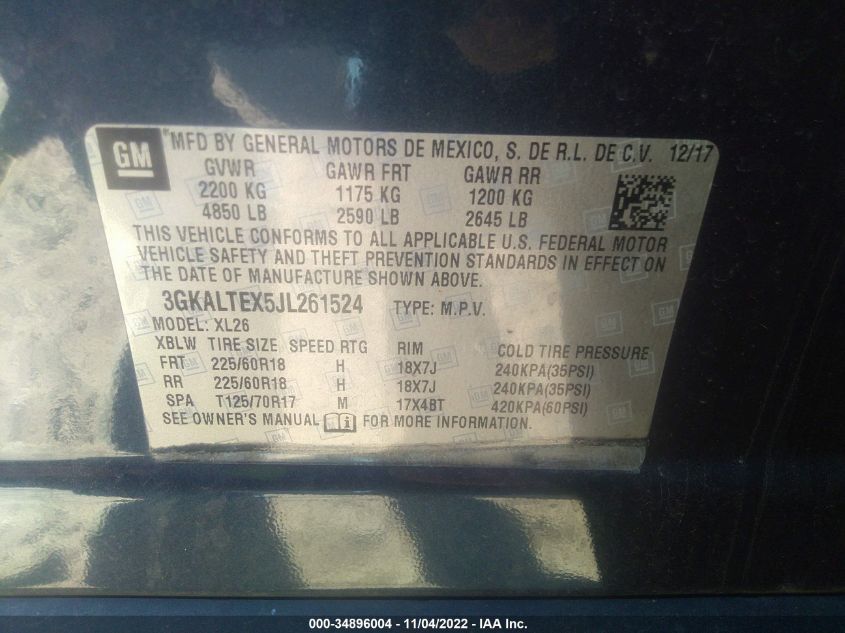 GM MFD BY GENERAL MOTORS DE MEXICO, S. DE R.L. DE C.V. 12/17
GVWR GAWR FRT GAWR RR
2200 KG 1175 KG 1200 KG
4850 LB 2590 LB 2645 LB
THIS VEHICLE CONFORMS TO ALL APPLICABLE U.S. FEDERAL MOTOR
VEHICLE SAFETY AND THEFT PREVENTION STANDARDS IN EFFECT ON
THE DATE OF MANUFACTURE SHOWN ABOVE.
3GKALTEX5JL261524 TYPE: M.P.V.
MODEL: XL26
XBLW TIRE SIZE SPEED RTG RIM COLD TIRE PRESSURE
FRT 225/60R18 H 18X7J 240KPA(35PSI)
RR 225/60R18 H 18X7J 240KPA(35PSI)
SPA T125/70R17 M 17X4BT 420KPA(60PSI)
SEE OWNER'S MANUAL FOR MORE INFORMATION.
000-34896004 - 11/04/2022 - IAA Inc.